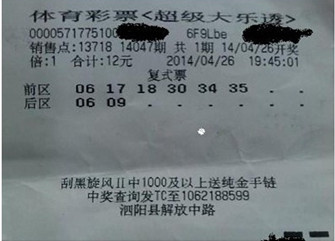 体育彩票<超级大乐透>
0000571775100 6F9Lbe
销售点:13718 14047期 共1期 14/04/26开奖
倍:1 合计:12元 2014/04/26 19:45:01
复式票
前区 06 17 18 30 34 35 . .
后区 06 09 . . . . . .
刮黑旋风II中1000及以上送纯金手链
中奖查询发TC至1062188599
泗阳县解放中路